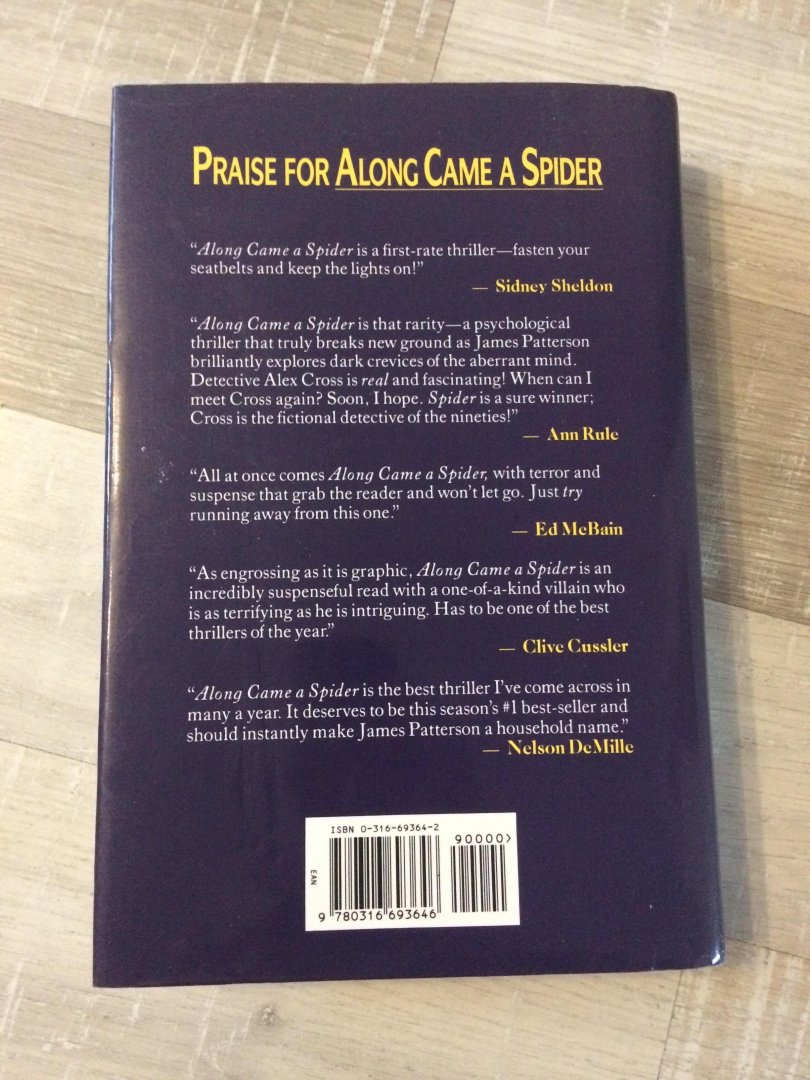 PRAISE FOR ALONG CAME A SPIDER
“Along Came a Spider is a first-rate thriller—fasten your
seatbelts and keep the lights on!”
— Sidney Sheldon
“Along Came a Spider is that rarity—a psychological
thriller that truly breaks new ground as James Patterson
brilliantly explores dark crevices of the aberrant mind.
Detective Alex Cross is real and fascinating! When can I
meet Cross again? Soon, I hope. Spider is a sure winner;
Cross is the fictional detective of the nineties!”
— Ann Rule
“All at once comes Along Came a Spider, with terror and
suspense that grab the reader and won’t let go. Just try
running away from this one.”
— Ed McBain
“As engrossing as it is graphic, Along Came a Spider is an
incredibly suspenseful read with a one-of-a-kind villain who
is as terrifying as he is intriguing. Has to be one of the best
thrillers of the year.”
— Clive Cussler
“Along Came a Spider is the best thriller I’ve come across in
many a year. It deserves to be this season’s #1 best-seller and
should instantly make James Patterson a household name.”
— Nelson DeMille
ISBN 0-316-69364-2
90000>
EAN
9 780316 693646